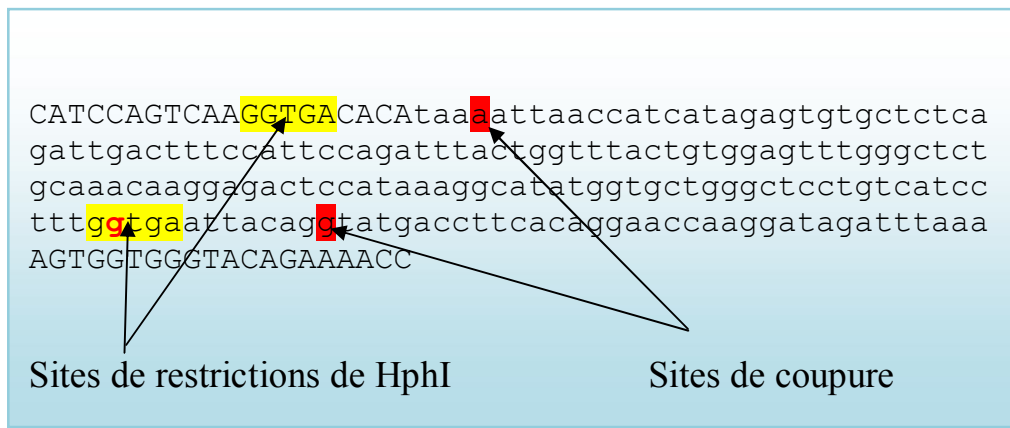 CATCCAGTCAAGGTGACACAtaaaattaaccatcatagagtgtgctctca
gattgactttccattccagatttactggtttactgtggagtttgggctct
gcaaacaaggagactccataaaggcatatggtgctgggctcctgtcatcc
tttggtgaattacaggtatgaccttcacaggaaccaaggatagatttaaa
AGTGGTGGGTACAGAAAACC
Sites de restrictions de HphI Sites de coupure